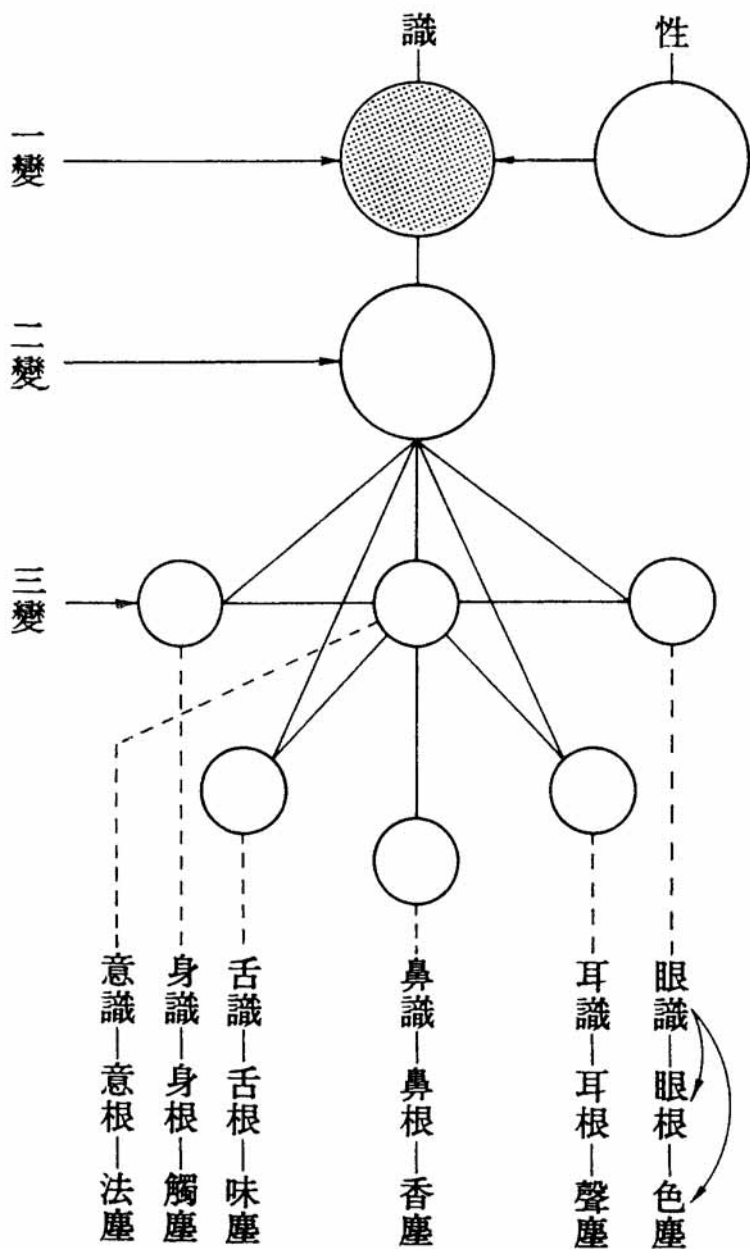 性
識
一變
二變
三變
眼識—眼根—色塵
耳識—耳根—聲塵
鼻識—鼻根—香塵
舌識—舌根—味塵
身識—身根—觸塵
意識—意根—法塵